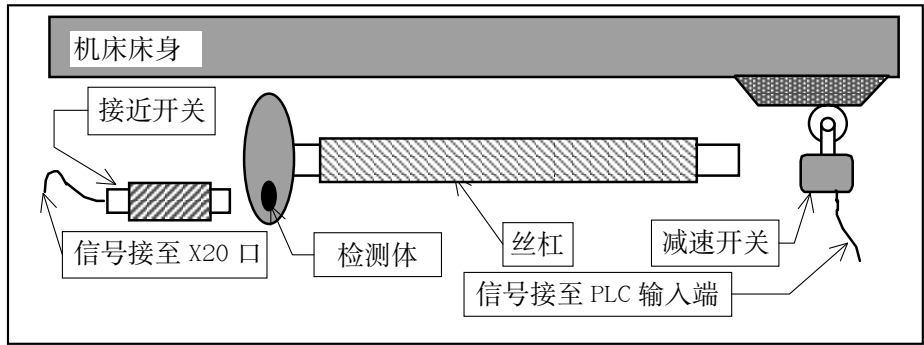 机床床身
接近开关
信号接至 X20 口
检测体
丝杠
减速开关
信号接至 PLC 输入端